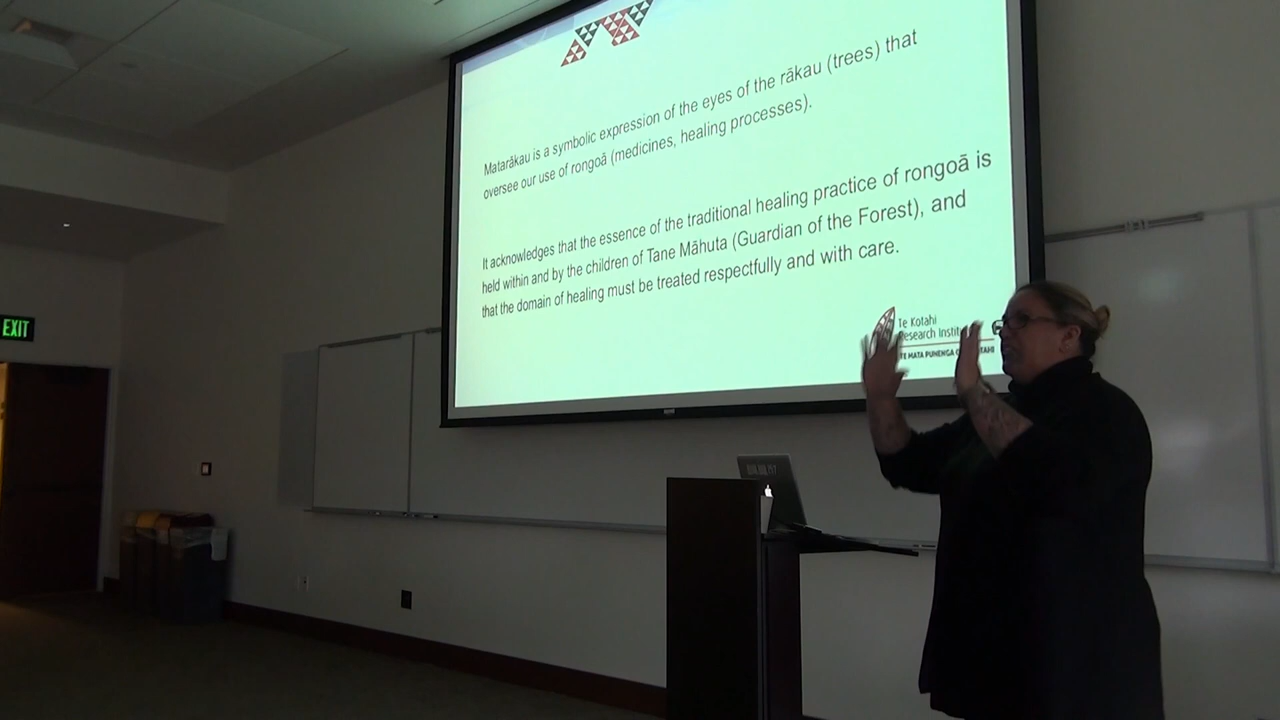 Matarākau is a symbolic expression of the eyes of the rākau (trees) that
oversee our use of rongoā (medicines, healing processes).
It acknowledges that the essence of the traditional healing practice of rongoā is
held within and by the children of Tane Māhuta (Guardian of the Forest), and
that the domain of healing must be treated respectfully and with care.
Te Kotahi
Research
TE MATA PUNENGA
EXIT